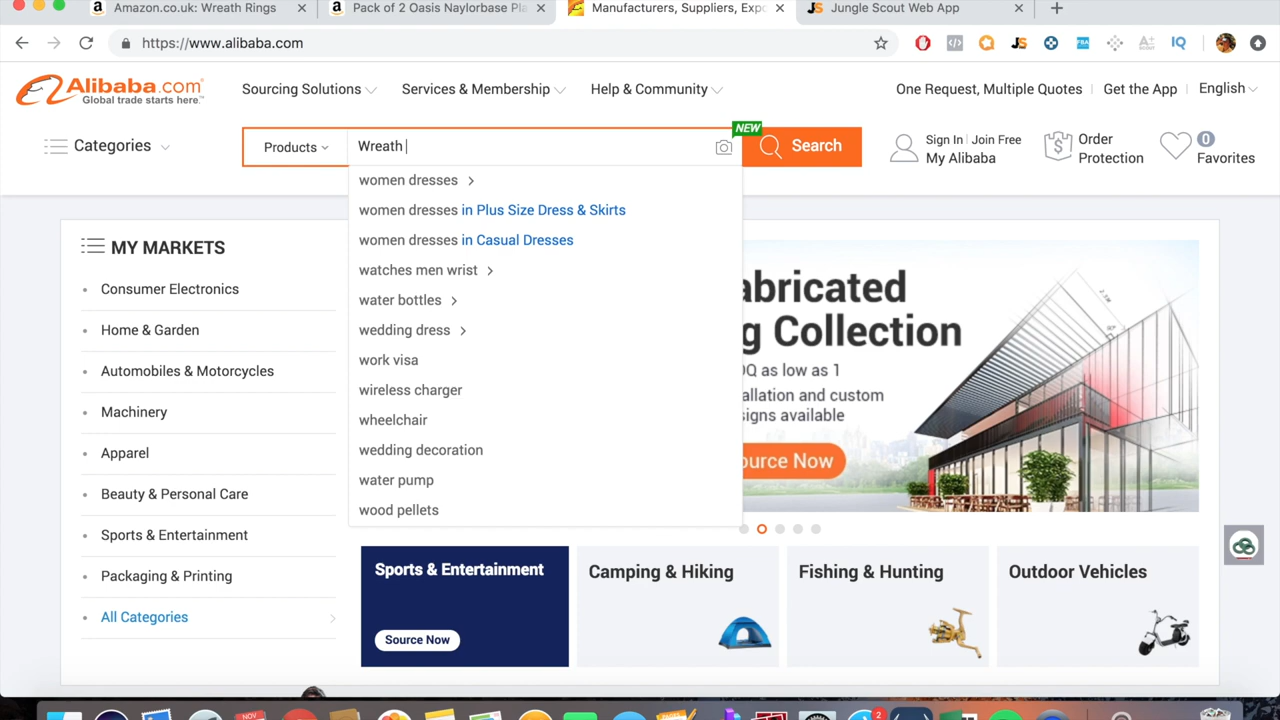 Amazon.co.uk: Wreath Rings
Pack of 2 Oasis Naylorbase Pla
Manufacturers, Suppliers, Expo
Jungle Scout Web App
https://www.alibaba.com
Alibaba.com
Global trade starts here.™
Sourcing Solutions
Services & Membership
Help & Community
One Request, Multiple Quotes
Get the App
English
Categories
Products
Wreath
NEW
Search
Sign In Join Free
My Alibaba
Order
Protection
0
Favorites
women dresses
women dresses in Plus Size Dress & Skirts
women dresses in Casual Dresses
watches men wrist
water bottles
wedding dress
work visa
wireless charger
wheelchair
wedding decoration
water pump
wood pellets
MY MARKETS
Consumer Electronics
Home & Garden
Automobiles & Motorcycles
Machinery
Apparel
Beauty & Personal Care
Sports & Entertainment
Packaging & Printing
All Categories
abricated
g Collection
OQ as low as 1
allation and custom
signs available
ource Now
Sports & Entertainment
Source Now
Camping & Hiking
Fishing & Hunting
Outdoor Vehicles
NOV
2